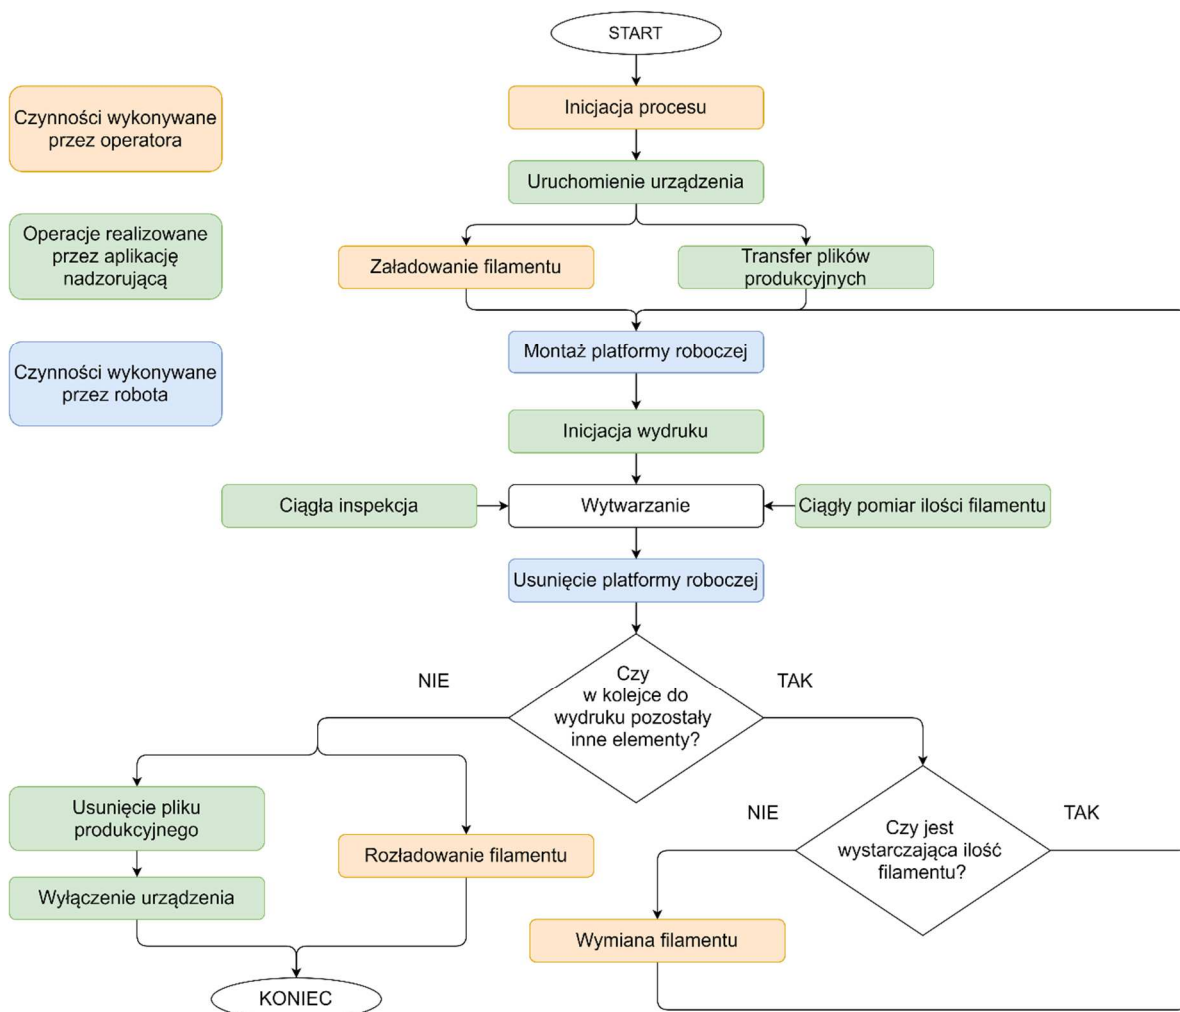 START
Czynności wykonywane
przez operatora
Inicjacja procesu
Uruchomienie urządzenia
Operacje realizowane
przez aplikację
nadzorującą
Załadowanie filamentu
Transfer plików
produkcyjnych
Czynności wykonywane
przez robota
Montaż platformy roboczej
Inicjacja wydruku
Ciągła inspekcja
Wytwarzanie
Ciągły pomiar ilości filamentu
Usunięcie platformy roboczej
NIE
Czy
w kolejce do
wydruku pozostały
inne elementy?
TAK
Usunięcie pliku
produkcyjnego
Rozładowanie filamentu
Wyłączenie urządzenia
NIE
Czy jest
wystarczająca ilość
filamentu?
TAK
Wymiana filamentu
KONIEC